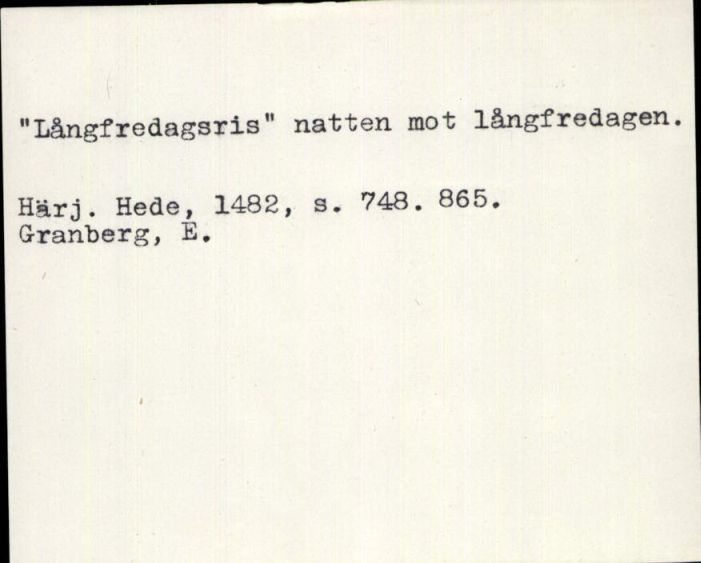 "Långfredagsris" natten mot långfredagen.
Härj. Hede, 1482, s. 748. 865.
Granberg, E.